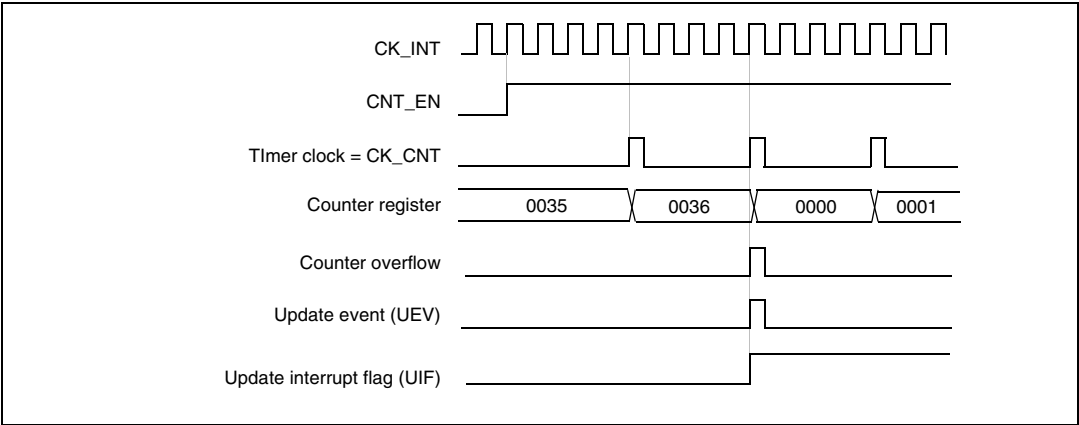 CK_INT
CNT_EN
TImer clock = CK_CNT
Counter register 0035 0036 0000 0001
Counter overflow
Update event (UEV)
Update interrupt flag (UIF)